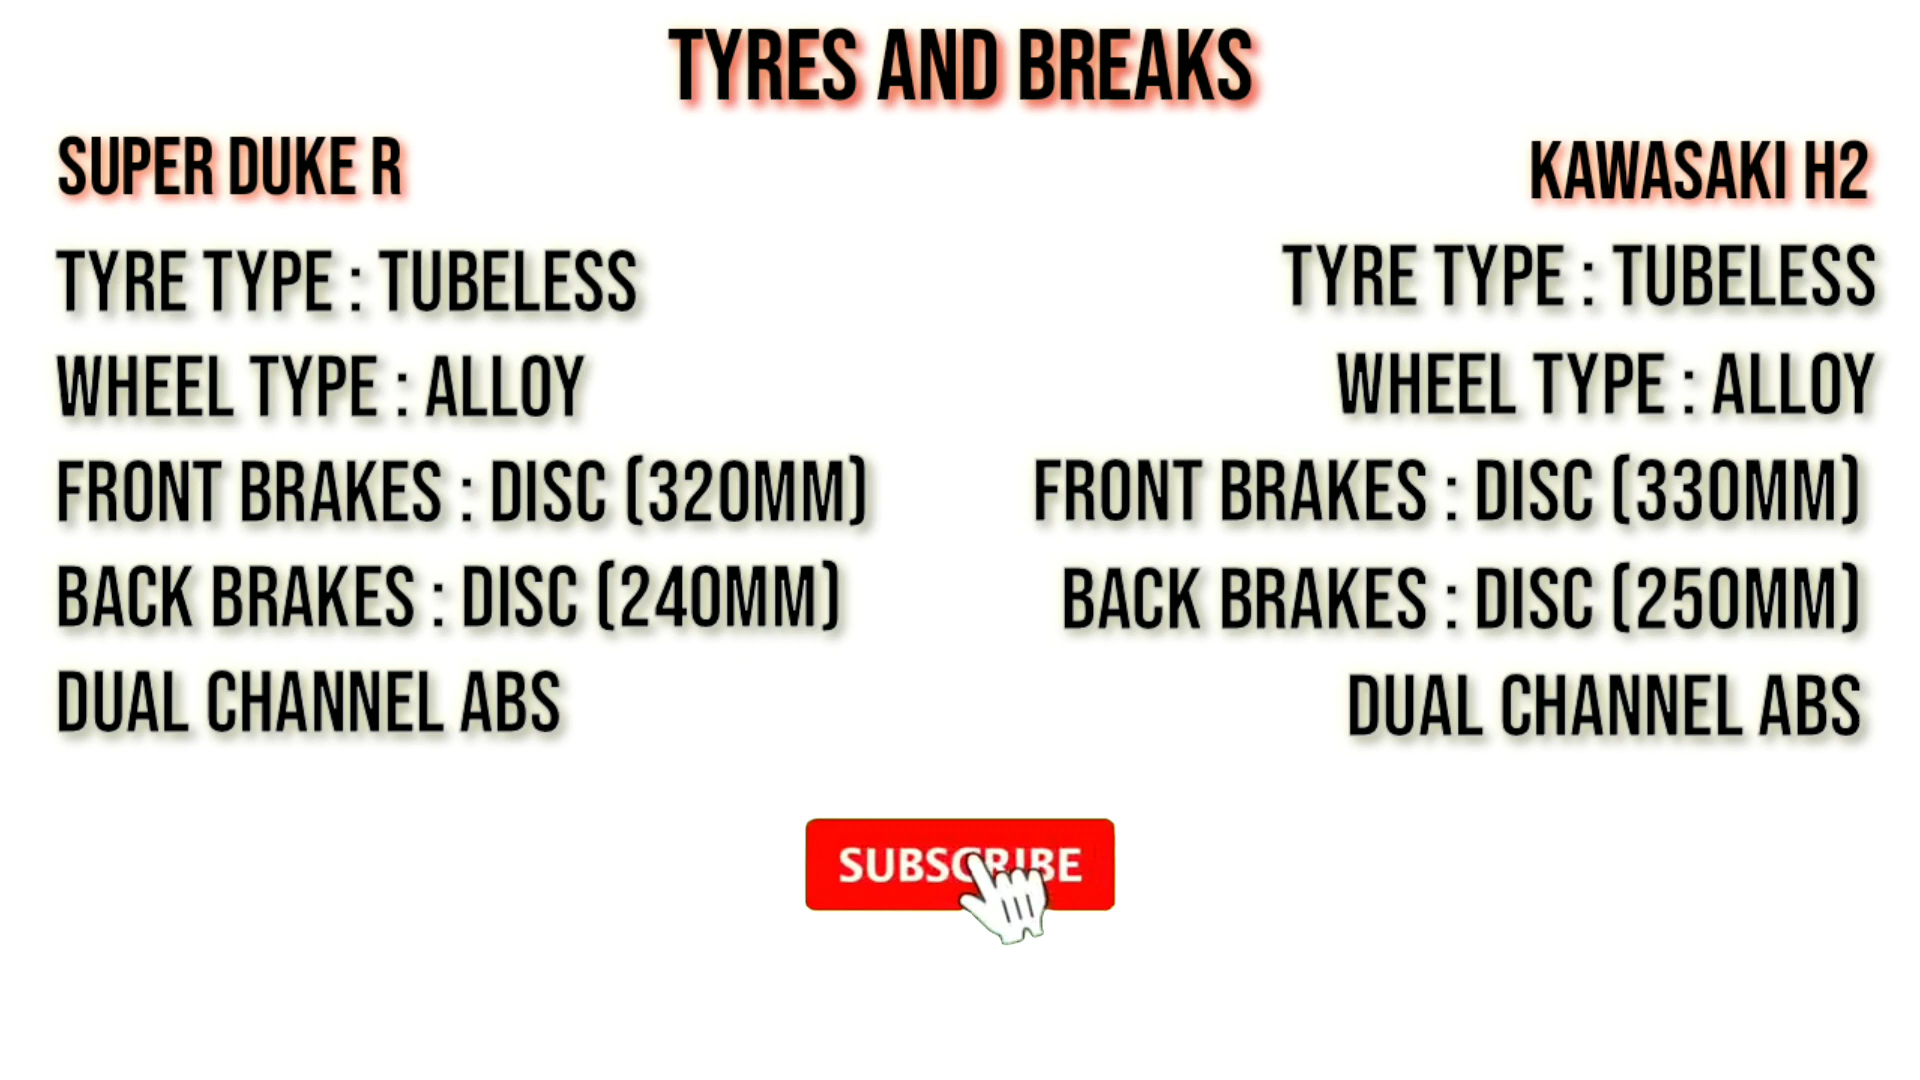 TYRES AND BREAKS
SUPER DUKE R
TYRE TYPE : TUBELESS
WHEEL TYPE : ALLOY
FRONT BRAKES : DISC (320MM)
BACK BRAKES : DISC (240MM)
DUAL CHANNEL ABS
KAWASAKI H2
TYRE TYPE : TUBELESS
WHEEL TYPE : ALLOY
FRONT BRAKES : DISC (330MM)
BACK BRAKES : DISC (250MM)
DUAL CHANNEL ABS
SUBSCRIBE